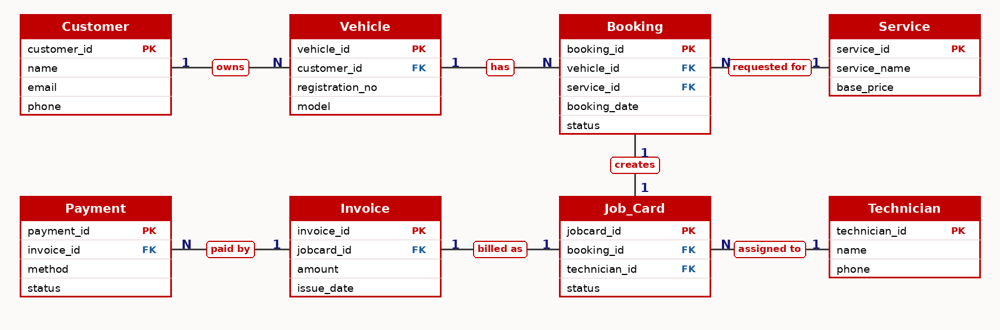 Customer
customer_id PK
name
email
phone
1 owns N
Vehicle
vehicle_id PK
customer_id FK
registration_no
model
1 has N
Booking
booking_id PK
vehicle_id FK
service_id FK
booking_date
status
N requested for 1
Service
service_id PK
service_name
base_price
1
creates
1
Payment
payment_id PK
invoice_id FK
method
status
N paid by 1
Invoice
invoice_id PK
jobcard_id FK
amount
issue_date
1 billed as 1
Job_Card
jobcard_id PK
booking_id FK
technician_id FK
status
N assigned to 1
Technician
technician_id PK
name
phone